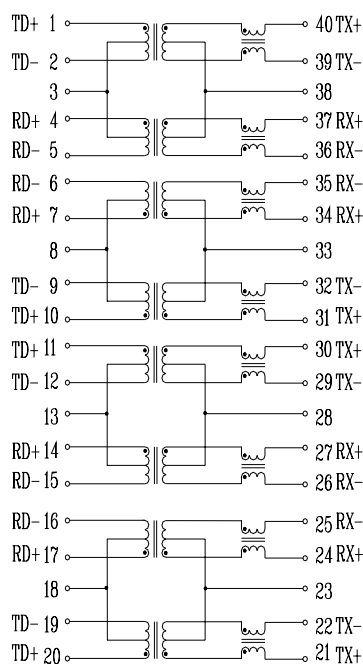 TD+ 1 40 TX+
TD- 2 39 TX-
3 38
RD+ 4 37 RX+
RD- 5 36 RX-
RD- 6 35 RX-
RD+ 7 34 RX+
8 33
TD- 9 32 TX-
TD+ 10 31 TX+
TD+ 11 30 TX+
TD- 12 29 TX-
13 28
RD+ 14 27 RX+
RD- 15 26 RX-
RD- 16 25 RX-
RD+ 17 24 RX+
18 23
TD- 19 22 TX-
TD+ 20 21 TX+